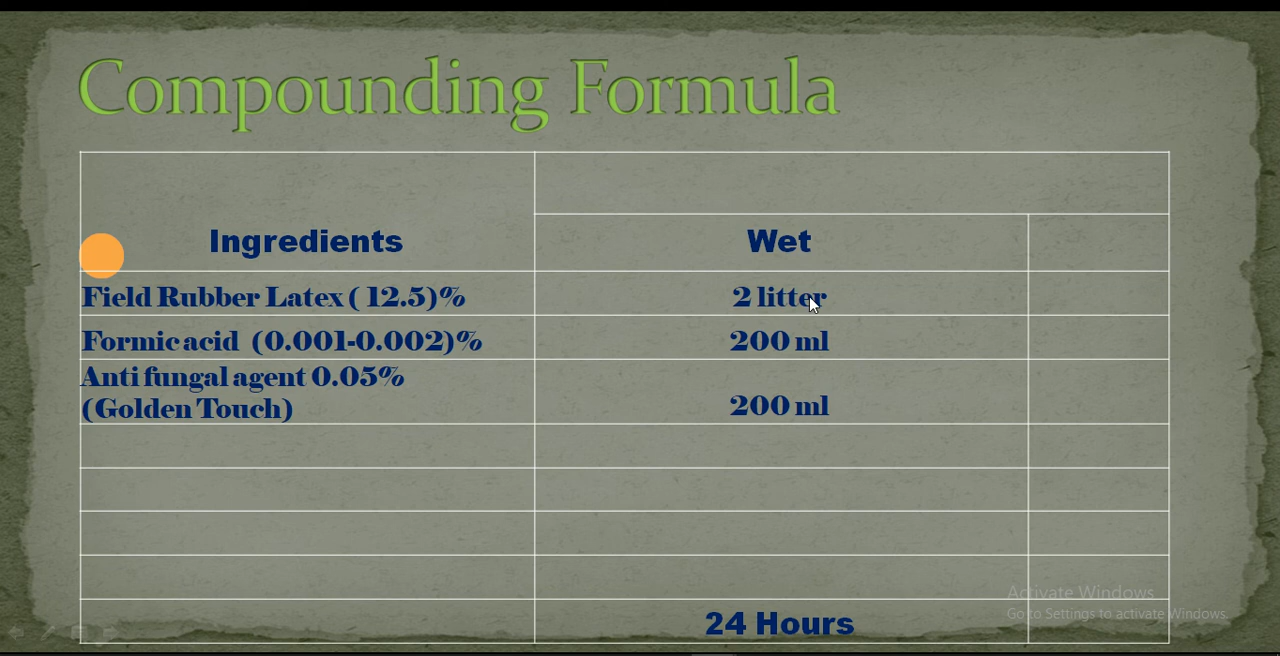 Compounding Formula
Ingredients
Wet
Field Rubber Latex ( 12.5)%
2 litter
Formic acid (0.001-0.002)%
200 ml
Anti fungal agent 0.05%
(Golden Touch)
200 ml
24 Hours
Activate Windows
Go to Settings to activate Windows.